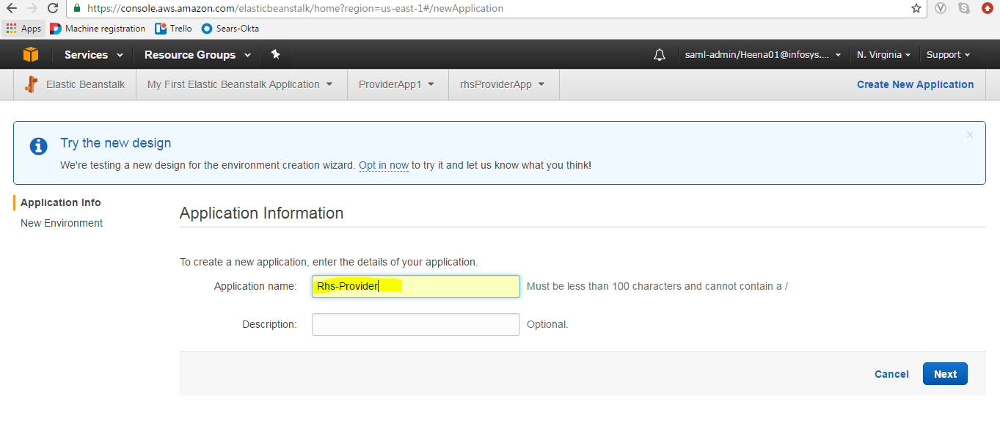 https://console.aws.amazon.com/elasticbeanstalk/home?region=us-east-1#/newApplication
Apps Machine registration Trello Sears-Okta
Services Resource Groups saml-admin/Heena01@infosys.... N. Virginia Support
Elastic Beanstalk My First Elastic Beanstalk Application ProviderApp1 rhsProviderApp Create New Application
Try the new design
We're testing a new design for the environment creation wizard. Opt in now to try it and let us know what you think!
Application Info
New Environment
Application Information
To create a new application, enter the details of your application.
Application name: Rhs-Provider Must be less than 100 characters and cannot contain a /
Description: Optional.
Cancel Next